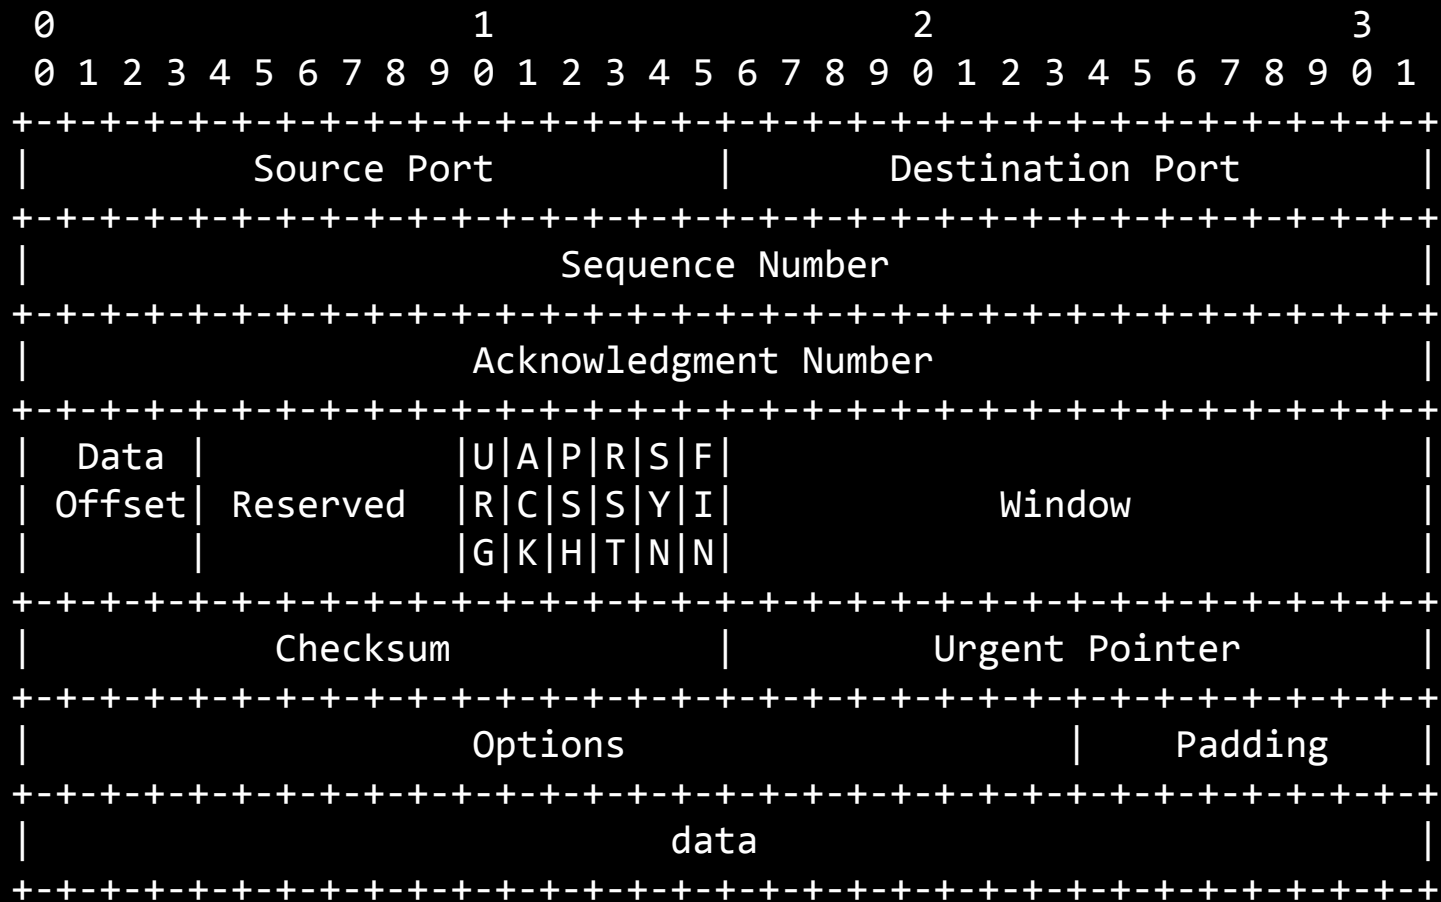 0                   1                   2                   3
 0 1 2 3 4 5 6 7 8 9 0 1 2 3 4 5 6 7 8 9 0 1 2 3 4 5 6 7 8 9 0 1
+-+-+-+-+-+-+-+-+-+-+-+-+-+-+-+-+-+-+-+-+-+-+-+-+-+-+-+-+-+-+-+-+
|          Source Port          |       Destination Port        |
+-+-+-+-+-+-+-+-+-+-+-+-+-+-+-+-+-+-+-+-+-+-+-+-+-+-+-+-+-+-+-+-+
|                        Sequence Number                        |
+-+-+-+-+-+-+-+-+-+-+-+-+-+-+-+-+-+-+-+-+-+-+-+-+-+-+-+-+-+-+-+-+
|                    Acknowledgment Number                      |
+-+-+-+-+-+-+-+-+-+-+-+-+-+-+-+-+-+-+-+-+-+-+-+-+-+-+-+-+-+-+-+-+
|  Data |           |U|A|P|R|S|F|                               |
| Offset| Reserved  |R|C|S|S|Y|I|            Window             |
|       |           |G|K|H|T|N|N|                               |
+-+-+-+-+-+-+-+-+-+-+-+-+-+-+-+-+-+-+-+-+-+-+-+-+-+-+-+-+-+-+-+-+
|           Checksum            |         Urgent Pointer        |
+-+-+-+-+-+-+-+-+-+-+-+-+-+-+-+-+-+-+-+-+-+-+-+-+-+-+-+-+-+-+-+-+
|                    Options                    |    Padding    |
+-+-+-+-+-+-+-+-+-+-+-+-+-+-+-+-+-+-+-+-+-+-+-+-+-+-+-+-+-+-+-+-+
|                             data                              |
+-+-+-+-+-+-+-+-+-+-+-+-+-+-+-+-+-+-+-+-+-+-+-+-+-+-+-+-+-+-+-+-+